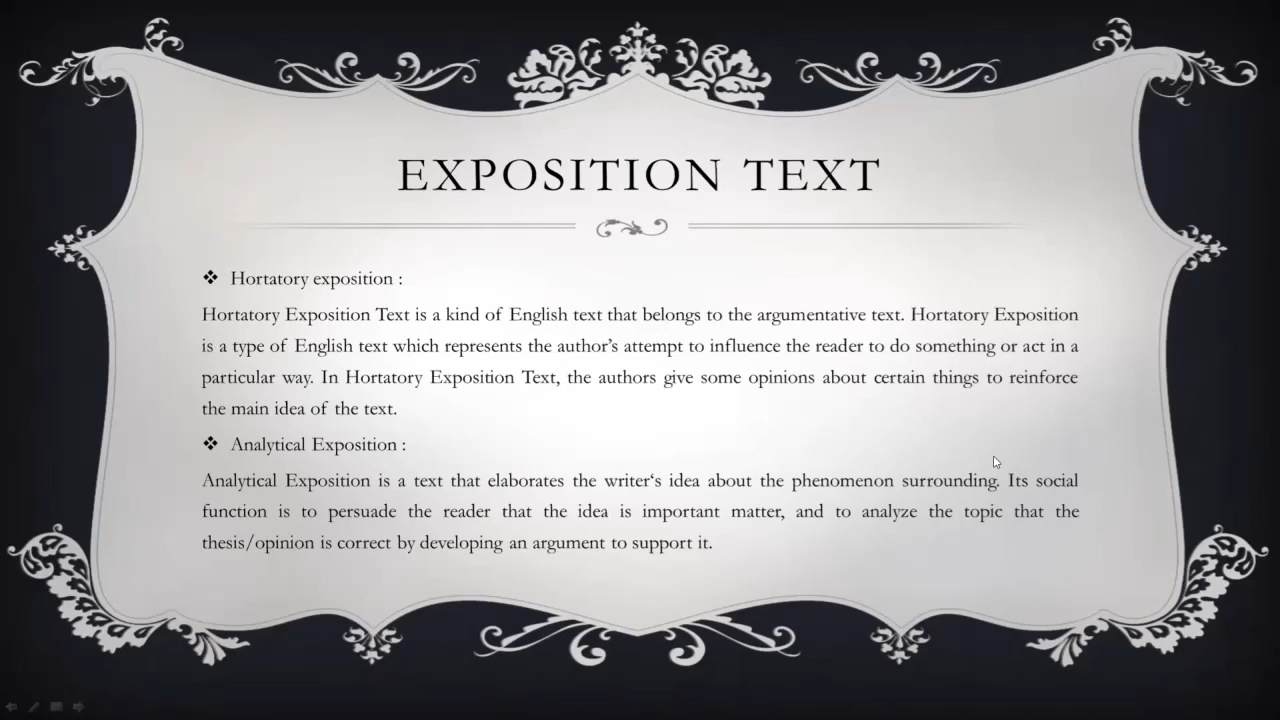 EXPOSITION TEXT
❖ Hortatory exposition :
Hortatory Exposition Text is a kind of English text that belongs to the argumentative text. Hortatory Exposition
is a type of English text which represents the author’s attempt to influence the reader to do something or act in a
particular way. In Hortatory Exposition Text, the authors give some opinions about certain things to reinforce
the main idea of the text.
❖ Analytical Exposition :
Analytical Exposition is a text that elaborates the writer‘s idea about the phenomenon surrounding. Its social
function is to persuade the reader that the idea is important matter, and to analyze the topic that the
thesis/opinion is correct by developing an argument to support it.